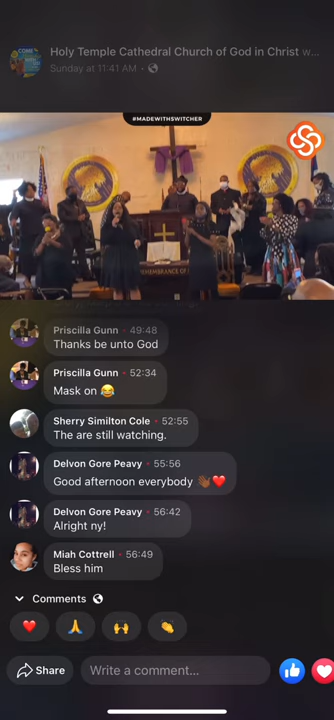 Holy Temple Cathedral Church of God in Christ w...
Sunday at 11:41 AM ·
#MADEWITHSWITCHER
REMEMBRANCE OF
Priscilla Gunn • 49:48
Thanks be unto God
Priscilla Gunn • 52:34
Mask on 😂
Sherry Similton Cole • 52:55
The are still watching.
Delvon Gore Peavy • 55:56
Good afternoon everybody 👋🏾❤️
Delvon Gore Peavy • 56:42
Alright ny!
Miah Cottrell • 56:49
Bless him
Comments
Share
Write a comment...